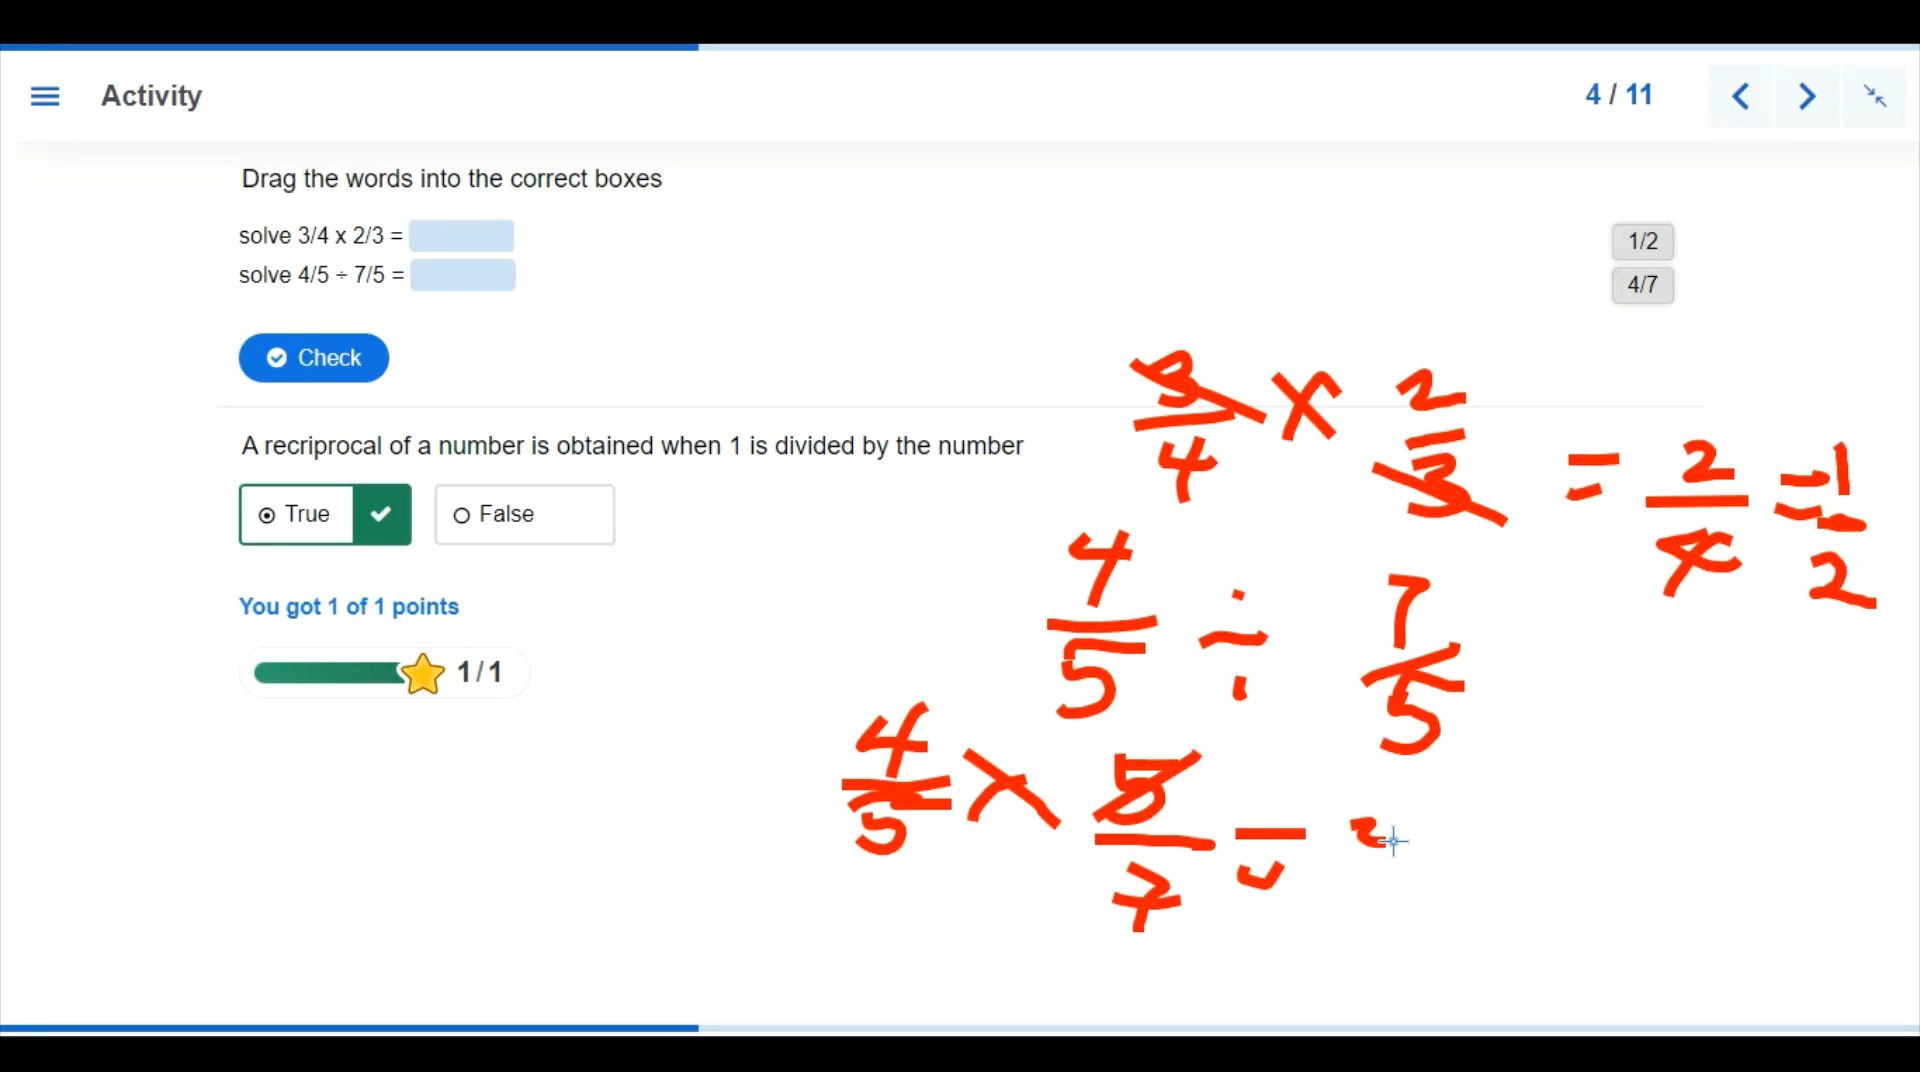 Activity
4 / 11
Drag the words into the correct boxes
solve 3/4 x 2/3 =
solve 4/5 ÷ 7/5 =
1/2
4/7
Check
A recriprocal of a number is obtained when 1 is divided by the number
True
False
You got 1 of 1 points
1/1
3/4 x 2/3 = 2/4 = 1/2
4/5 ÷ 7/5
4/5 x 5/7 =